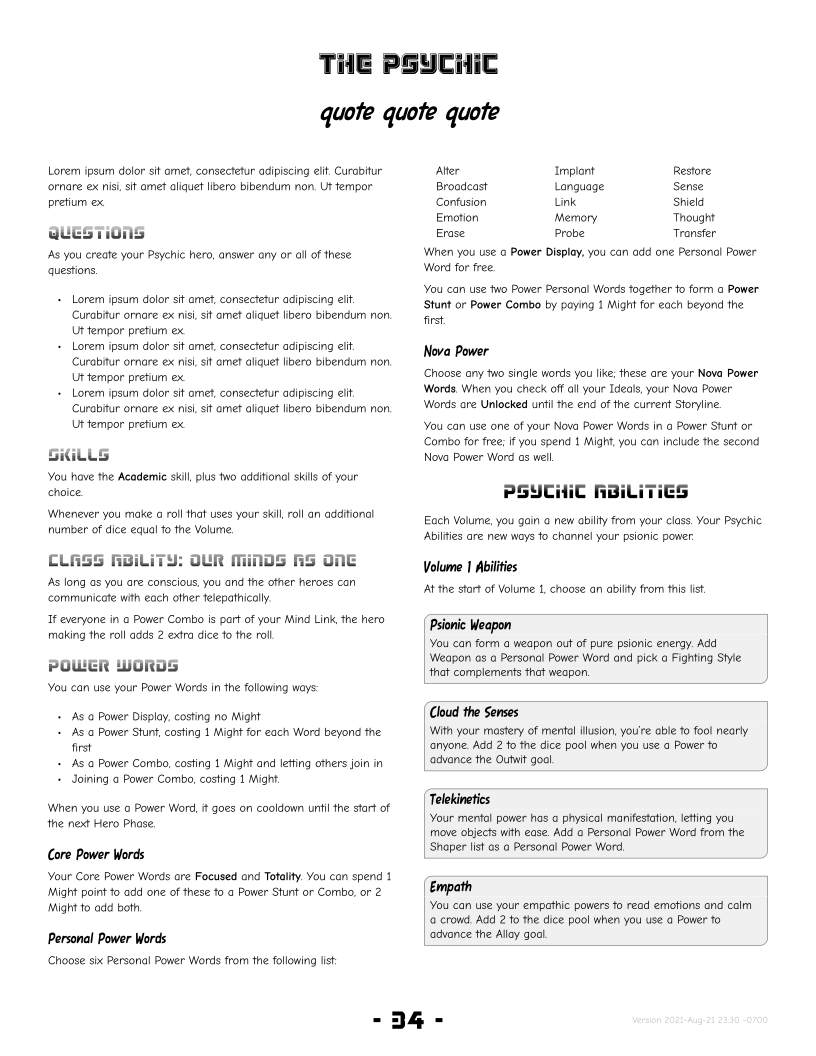 THE PSYCHIC
quote quote quote
Lorem ipsum dolor sit amet, consectetur adipiscing elit. Curabitur
ornare ex nisi, sit amet aliquet libero bibendum non. Ut tempor
pretium ex.
QUESTIONS
As you create your Psychic hero, answer any or all of these
questions.
• Lorem ipsum dolor sit amet, consectetur adipiscing elit.
Curabitur ornare ex nisi, sit amet aliquet libero bibendum non.
Ut tempor pretium ex.
• Lorem ipsum dolor sit amet, consectetur adipiscing elit.
Curabitur ornare ex nisi, sit amet aliquet libero bibendum non.
Ut tempor pretium ex.
• Lorem ipsum dolor sit amet, consectetur adipiscing elit.
Curabitur ornare ex nisi, sit amet aliquet libero bibendum non.
Ut tempor pretium ex.
SKILLS
You have the Academic skill, plus two additional skills of your
choice.
Whenever you make a roll that uses your skill, roll an additional
number of dice equal to the Volume.
CLASS ABILITY: OUR MINDS AS ONE
As long as you are conscious, you and the other heroes can
communicate with each other telepathically.
If everyone in a Power Combo is part of your Mind Link, the hero
making the roll adds 2 extra dice to the roll.
POWER WORDS
You can use your Power Words in the following ways:
• As a Power Display, costing no Might
• As a Power Stunt, costing 1 Might for each Word beyond the
first
• As a Power Combo, costing 1 Might and letting others join in
• Joining a Power Combo, costing 1 Might.
When you use a Power Word, it goes on cooldown until the start of
the next Hero Phase.
Core Power Words
Your Core Power Words are Focused and Totality. You can spend 1
Might point to add one of these to a Power Stunt or Combo, or 2
Might to add both.
Personal Power Words
Choose six Personal Power Words from the following list:
Alter Implant Restore
Broadcast Language Sense
Confusion Link Shield
Emotion Memory Thought
Erase Probe Transfer
When you use a Power Display, you can add one Personal Power
Word for free.
You can use two Power Personal Words together to form a Power
Stunt or Power Combo by paying 1 Might for each beyond the
first.
Nova Power
Choose any two single words you like; these are your Nova Power
Words. When you check off all your Ideals, your Nova Power
Words are Unlocked until the end of the current Storyline.
You can use one of your Nova Power Words in a Power Stunt or
Combo for free; if you spend 1 Might, you can include the second
Nova Power Word as well.
PSYCHIC ABILITIES
Each Volume, you gain a new ability from your class. Your Psychic
Abilities are new ways to channel your psionic power.
Volume 1 Abilities
At the start of Volume 1, choose an ability from this list.
Psionic Weapon
You can form a weapon out of pure psionic energy. Add
Weapon as a Personal Power Word and pick a Fighting Style
that complements that weapon.
Cloud the Senses
With your mastery of mental illusion, you're able to fool nearly
anyone. Add 2 to the dice pool when you use a Power to
advance the Outwit goal.
Telekinetics
Your mental power has a physical manifestation, letting you
move objects with ease. Add a Personal Power Word from the
Shaper list as a Personal Power Word.
Empath
You can use your empathic powers to read emotions and calm
a crowd. Add 2 to the dice pool when you use a Power to
advance the Allay goal.
- 34 -
Version 2021-Aug-21 23:30 -0700